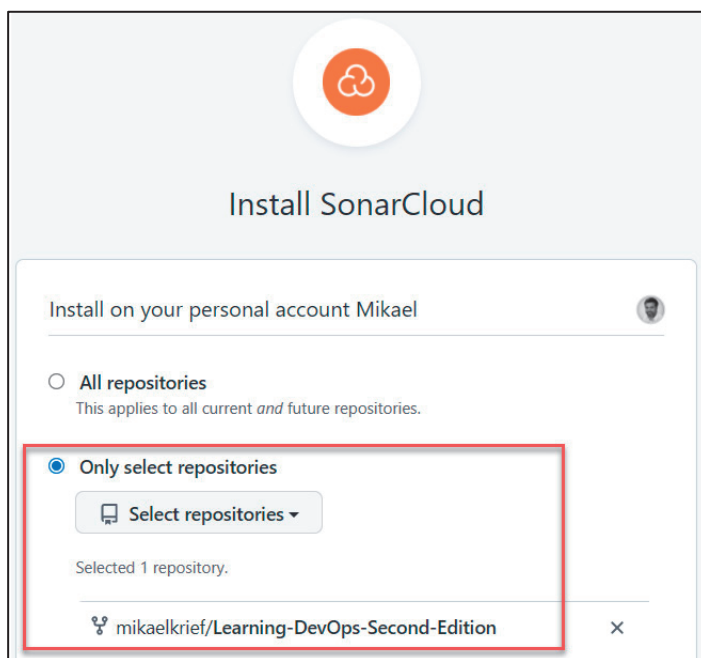 Install SonarCloud
Install on your personal account Mikael
All repositories
This applies to all current and future repositories.
Only select repositories
Select repositories
Selected 1 repository.
mikaelkrief/Learning-DevOps-Second-Edition